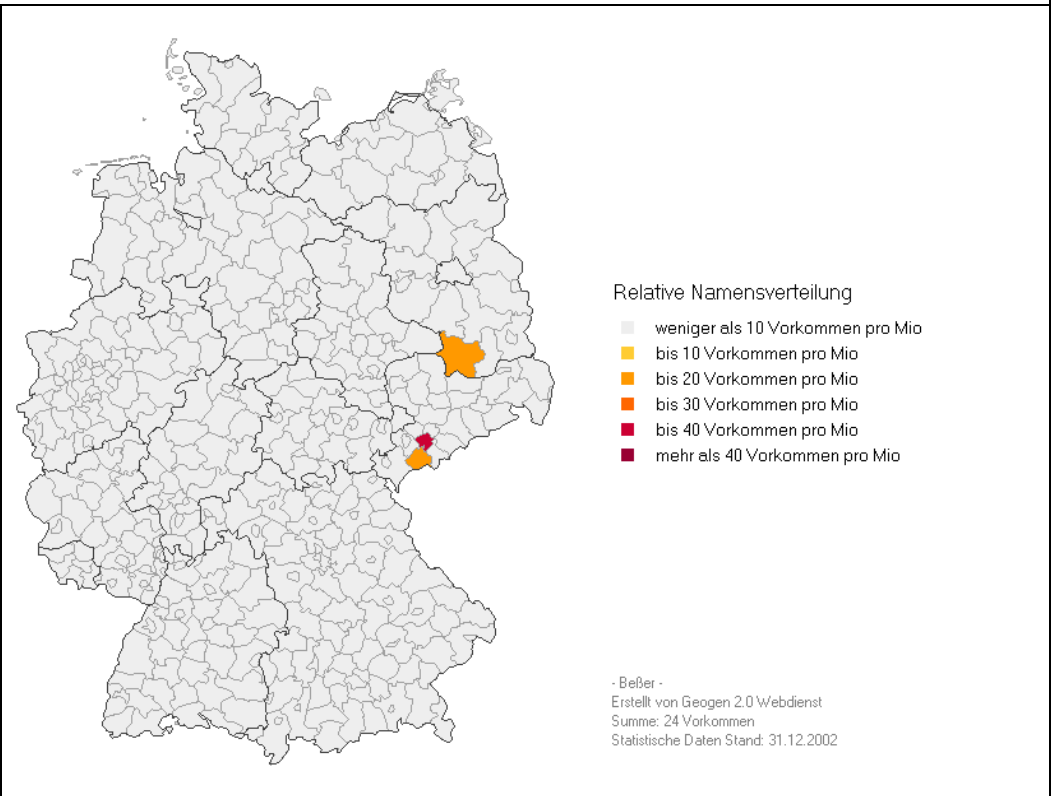 Relative Namensverteilung
weniger als 10 Vorkommen pro Mio
bis 10 Vorkommen pro Mio
bis 20 Vorkommen pro Mio
bis 30 Vorkommen pro Mio
bis 40 Vorkommen pro Mio
mehr als 40 Vorkommen pro Mio
- Beßer -
Erstellt von Geogen 2.0 Webdienst
Summe: 24 Vorkommen
Statistische Daten Stand: 31.12.2002